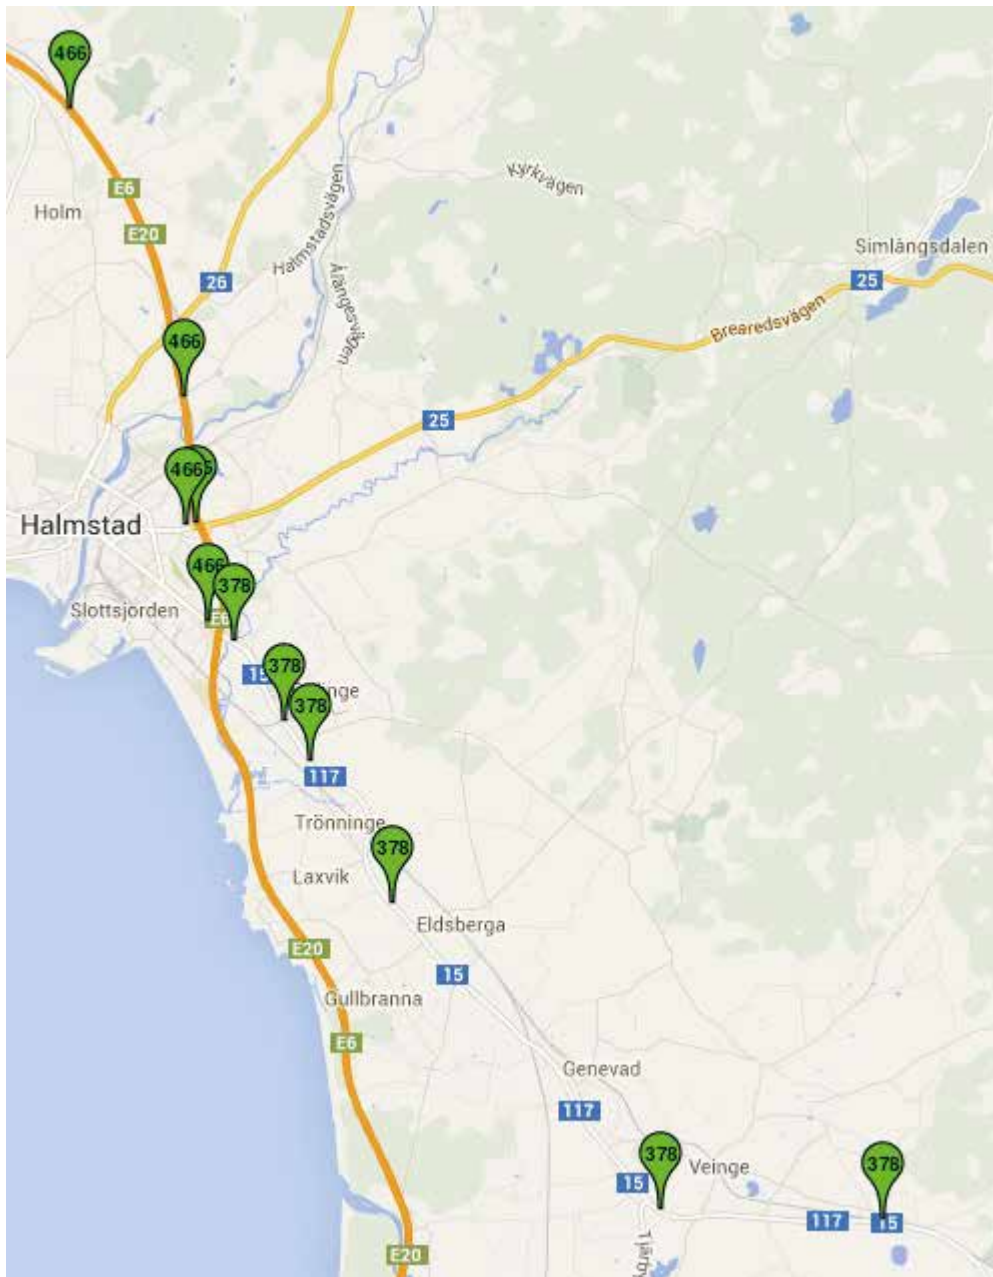 466
Kyrkvägen
E6
Holm
Halmstadsvägen
E20
Simlångsdalen
26
25
Årängesvägen
Brearedsvägen
466
25
466
Halmstad
466
378
Slottsjorden
E6
378
15
378
117
Trönninge
378
Laxvik
Eldsberga
E20
15
Gullbranna
E6
Genevad
117
378
378
Veinge
15
117
15
E20